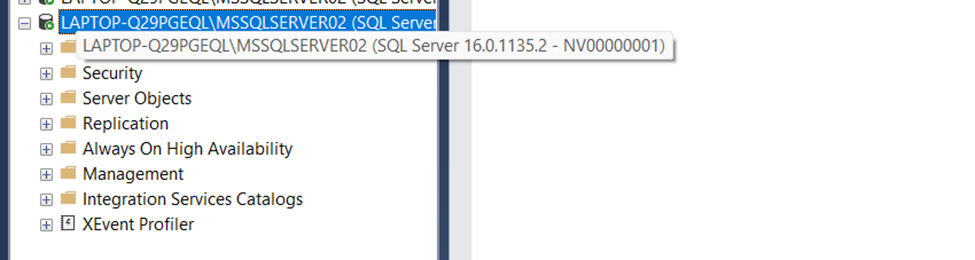 LAPTOP-Q29PGEQL\MSSQLSERVER02 (SQL Server
LAPTOP-Q29PGEQL\MSSQLSERVER02 (SQL Server 16.0.1135.2 - NV00000001)
Security
Server Objects
Replication
Always On High Availability
Management
Integration Services Catalogs
XEvent Profiler